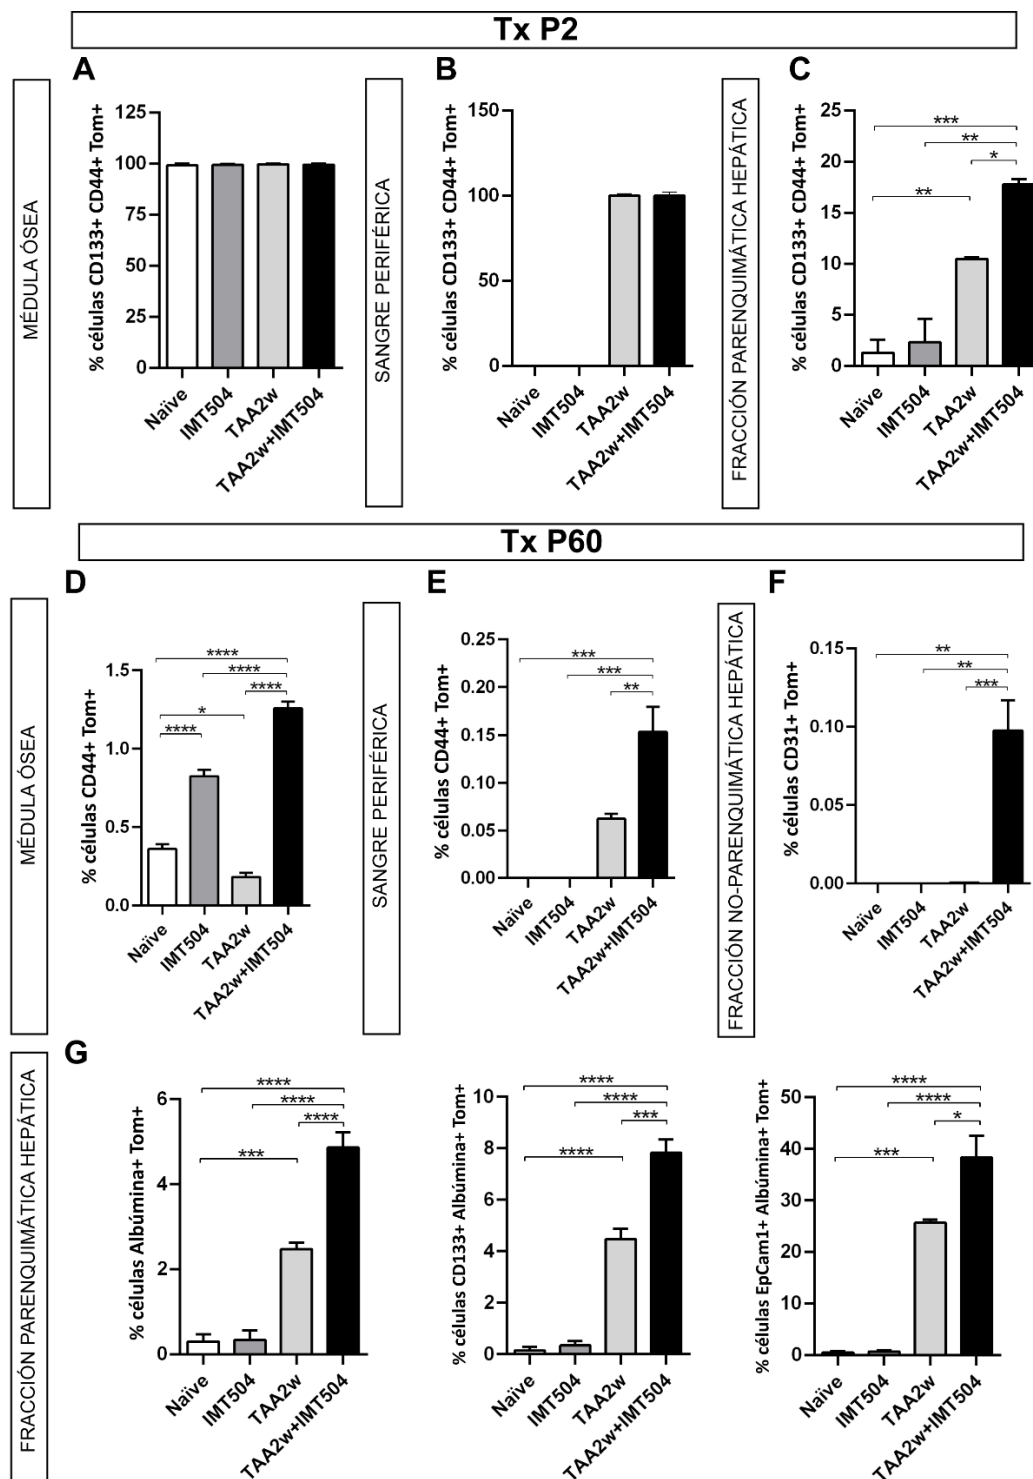 Tx P2
MÉDULA ÓSEA
A
% células CD133+ CD44+ Tom+
125
100
75
50
25
0
Naïve
IMT504
TAA2w
TAA2w+IMT504
SANGRE PERIFÉRICA
B
% células CD133+ CD44+ Tom+
150
100
50
0
Naïve
IMT504
TAA2w
TAA2w+IMT504
FRACCIÓN PARENQUIMÁTICA HEPÁTICA
C
% células CD133+ CD44+ Tom+
25
20
15
10
5
0
***
**
*
**
Naïve
IMT504
TAA2w
TAA2w+IMT504
Tx P60
MÉDULA ÓSEA
D
% células CD44+ Tom+
1.5
1.0
0.5
0.0
****
****
****
*
****
Naïve
IMT504
TAA2w
TAA2w+IMT504
SANGRE PERIFÉRICA
E
% células CD44+ Tom+
0.25
0.20
0.15
0.10
0.05
0.00
***
***
**
Naïve
IMT504
TAA2w
TAA2w+IMT504
FRACCIÓN NO-PARENQUIMÁTICA HEPÁTICA
F
% células CD31+ Tom+
0.15
0.10
0.05
0.00
**
**
***
Naïve
IMT504
TAA2w
TAA2w+IMT504
FRACCIÓN PARENQUIMÁTICA HEPÁTICA
G
% células Albúmina+ Tom+
6
4
2
0
****
****
****
***
Naïve
IMT504
TAA2w
TAA2w+IMT504
% células CD133+ Albúmina+ Tom+
10
8
6
4
2
0
****
****
***
****
Naïve
IMT504
TAA2w
TAA2w+IMT504
% células EpCam1+ Albúmina+ Tom+
50
40
30
20
10
0
****
****
*
***
Naïve
IMT504
TAA2w
TAA2w+IMT504